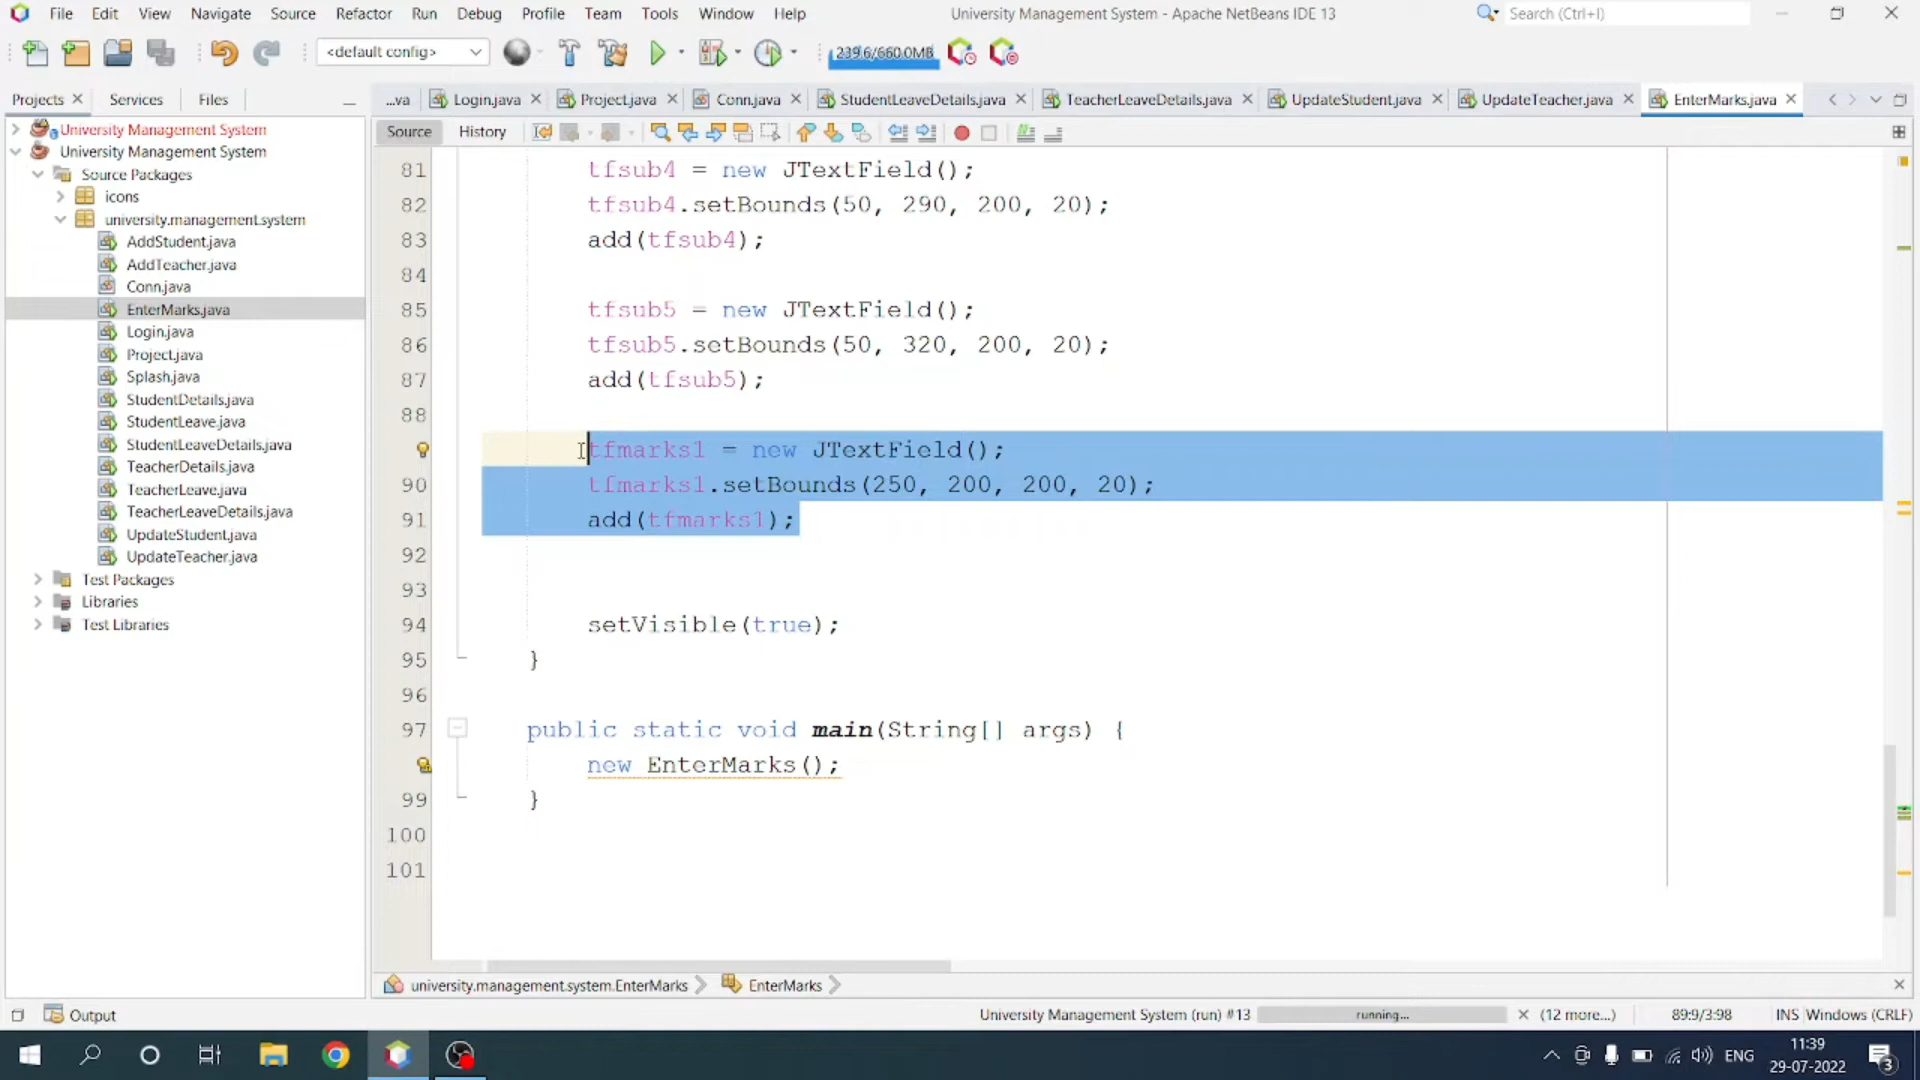 File Edit View Navigate Source Refactor Run Debug Profile Team Tools Window Help University Management System - Apache NetBeans IDE 13 Search (Ctrl+I)
<default config> 239.6/660.0MB
Projects Services Files ...va Login.java Project.java Conn.java StudentLeaveDetails.java TeacherLeaveDetails.java UpdateStudent.java UpdateTeacher.java EnterMarks.java
Source History
University Management System
University Management System
Source Packages
icons
university.management.system
AddStudent.java
AddTeacher.java
Conn.java
EnterMarks.java
Login.java
Project.java
Splash.java
StudentDetails.java
StudentLeave.java
StudentLeaveDetails.java
TeacherDetails.java
TeacherLeave.java
TeacherLeaveDetails.java
UpdateStudent.java
UpdateTeacher.java
Test Packages
Libraries
Test Libraries
81 tfsub4 = new JTextField();
82 tfsub4.setBounds(50, 290, 200, 20);
83 add(tfsub4);
84
85 tfsub5 = new JTextField();
86 tfsub5.setBounds(50, 320, 200, 20);
87 add(tfsub5);
88
tfmarks1 = new JTextField();
90 tfmarks1.setBounds(250, 200, 200, 20);
91 add(tfmarks1);
92
93
94 setVisible(true);
95 }
96
97 public static void main(String[] args) {
new EnterMarks();
99 }
100
101
university.management.system.EnterMarks EnterMarks
Output University Management System (run) #13 running... (12 more...) 89:9/3:98 INS Windows (CRLF)
ENG 11:39
29-07-2022 3